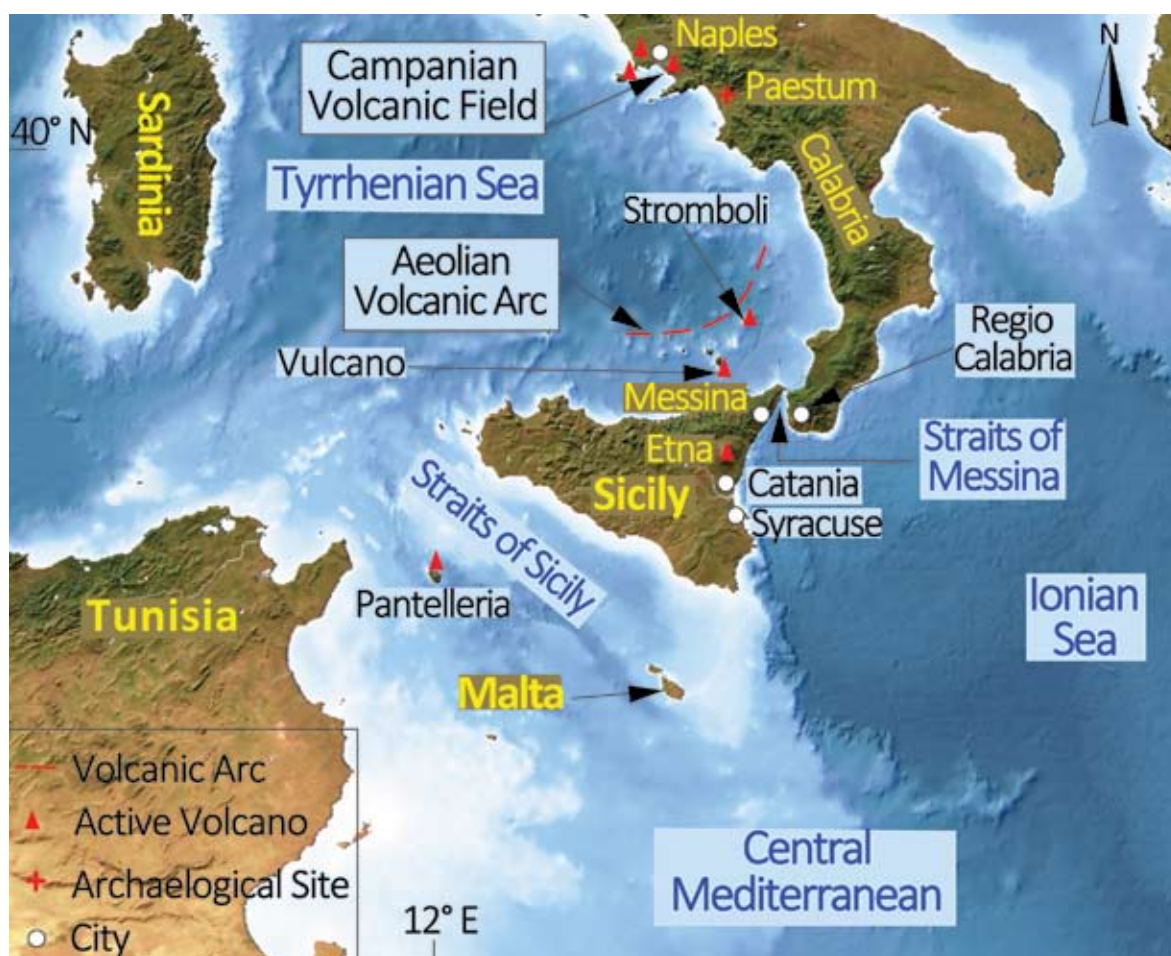 N
Naples
Campanian
Volcanic Field
Paestum
40° N
Sardinia
Tyrrhenian Sea
Calabria
Stromboli
Aeolian
Volcanic Arc
Regio
Calabria
Vulcano
Messina
Straits of
Messina
Etna
Sicily
Catania
Syracuse
Straits of Sicily
Pantelleria
Tunisia
Ionian
Sea
Malta
Volcanic Arc
Active Volcano
Archaelogical Site
City
12° E
Central
Mediterranean